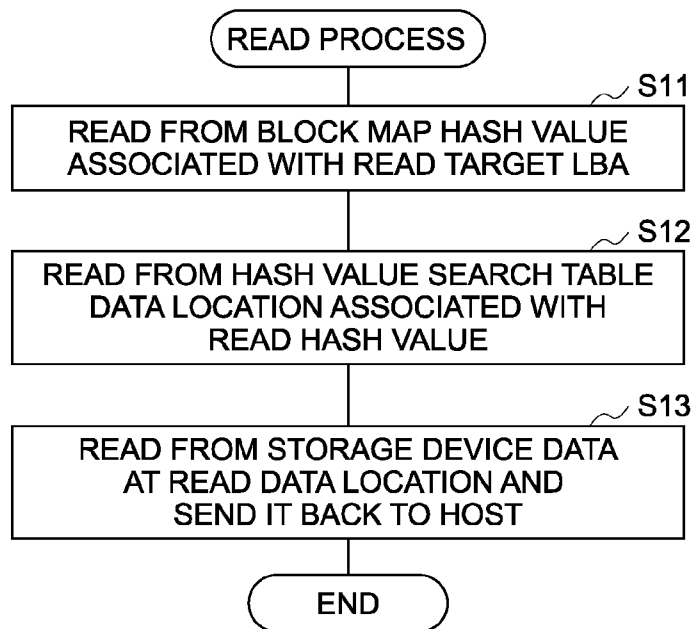 READ PROCESS
S11
READ FROM BLOCK MAP HASH VALUE
ASSOCIATED WITH READ TARGET LBA
S12
READ FROM HASH VALUE SEARCH TABLE
DATA LOCATION ASSOCIATED WITH
READ HASH VALUE
S13
READ FROM STORAGE DEVICE DATA
AT READ DATA LOCATION AND
SEND IT BACK TO HOST
END